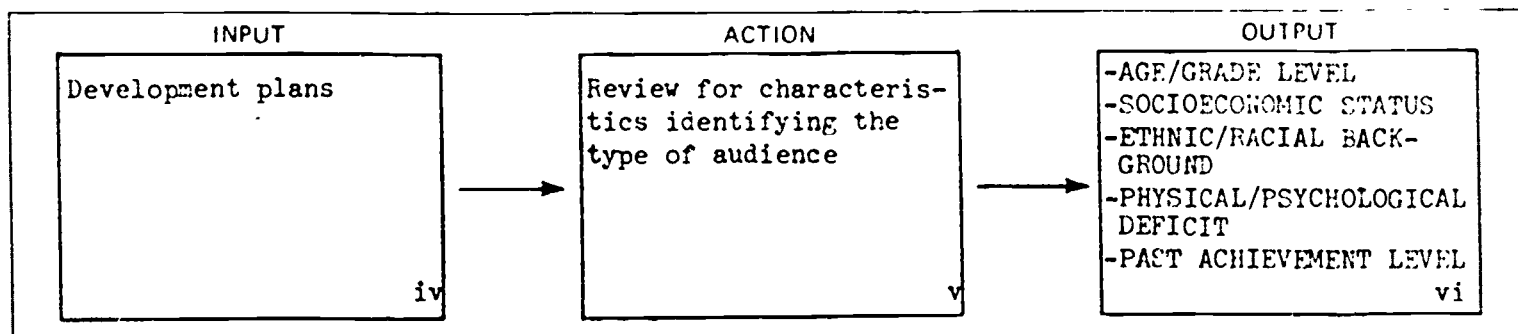 INPUT
Development plans
iv
ACTION
Review for characteris-
tics identifying the
type of audience
v
OUTPUT
-AGE/GRADE LEVEL
-SOCIOECONOMIC STATUS
-ETHNIC/RACIAL BACK-
GROUND
-PHYSICAL/PSYCHOLOGICAL
DEFICIT
-PAST ACHIEVEMENT LEVEL
vi